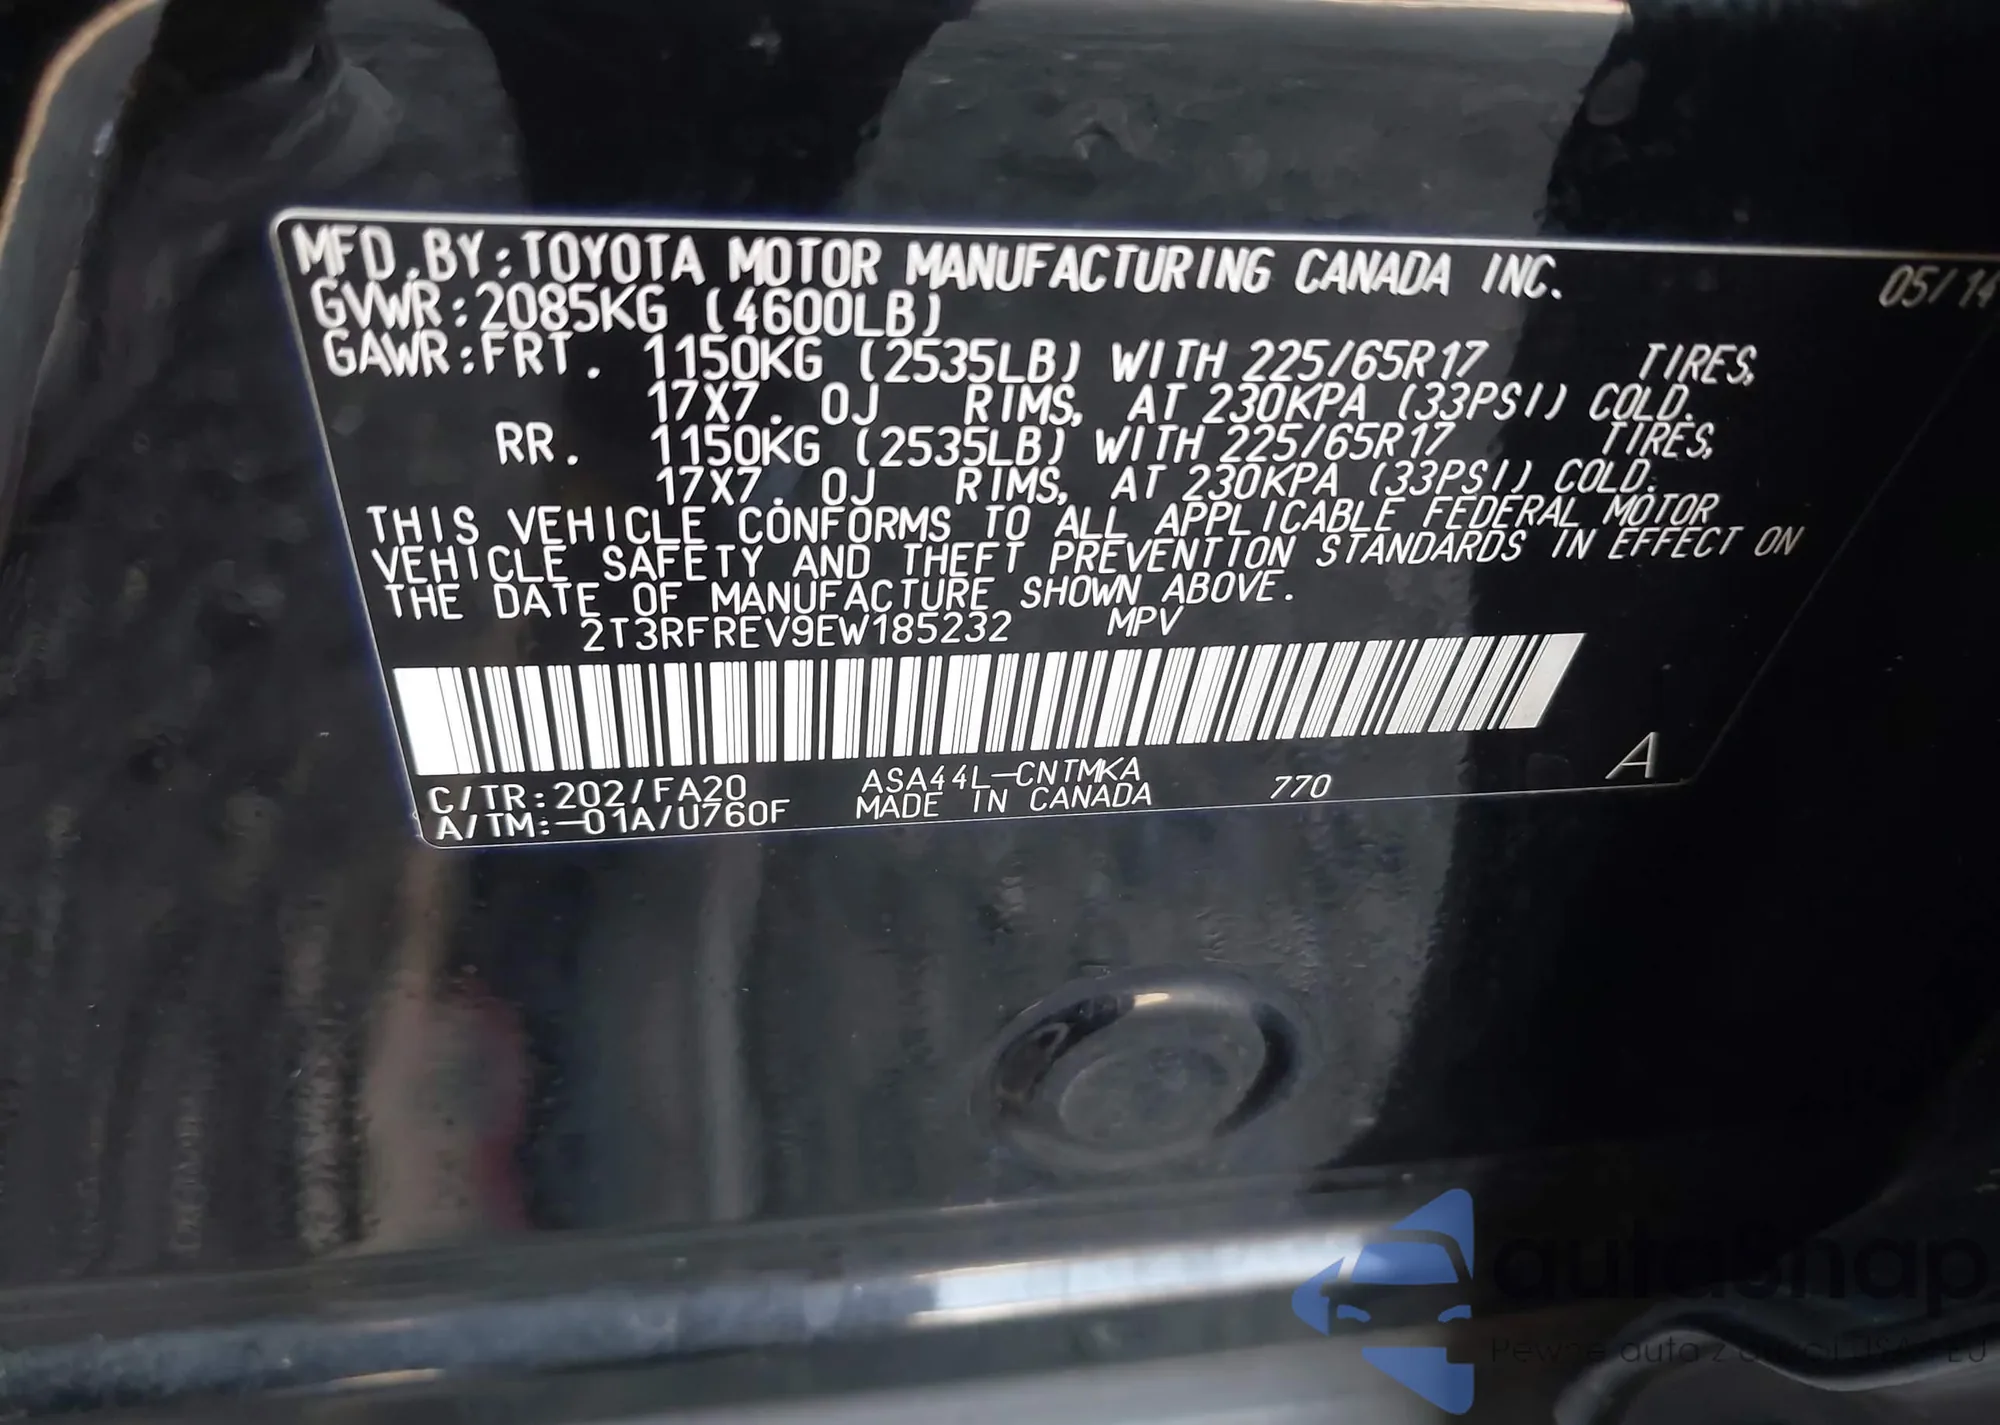 MFD.BY:TOYOTA MOTOR MANUFACTURING CANADA INC. 05/14
GVWR:2085KG (4600LB)
GAWR:FRT. 1150KG (2535LB) WITH 225/65R17 TIRES,
17X7.0J RIMS, AT 230KPA (33PSI) COLD.
RR. 1150KG (2535LB) WITH 225/65R17 TIRES,
17X7.0J RIMS, AT 230KPA (33PSI) COLD.
THIS VEHICLE CONFORMS TO ALL APPLICABLE FEDERAL MOTOR
VEHICLE SAFETY AND THEFT PREVENTION STANDARDS IN EFFECT ON
THE DATE OF MANUFACTURE SHOWN ABOVE.
2T3RFREV9EW185232 MPV
C/TR:202/FA20 ASA44L-CNTMKA 770 A
A/TM:-01A/U760F MADE IN CANADA
autosnap
Pewne auta z